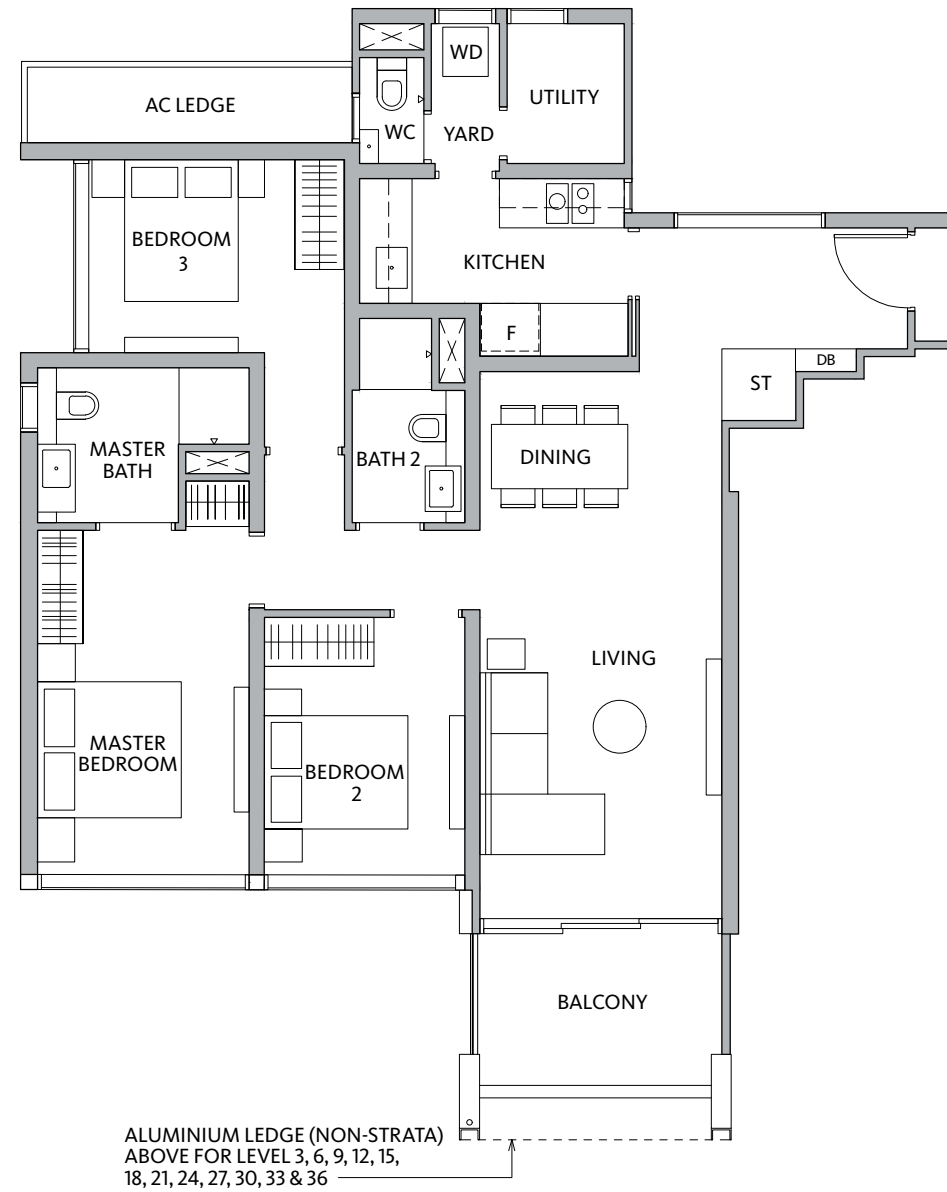 WD
AC LEDGE
UTILITY
WC
YARD
BEDROOM
3
KITCHEN
F
DB
ST
MASTER
BATH
BATH 2
DINING
LIVING
MASTER
BEDROOM
BEDROOM
2
BALCONY
ALUMINIUM LEDGE (NON-STRATA)
ABOVE FOR LEVEL 3, 6, 9, 12, 15,
18, 21, 24, 27, 30, 33 & 36